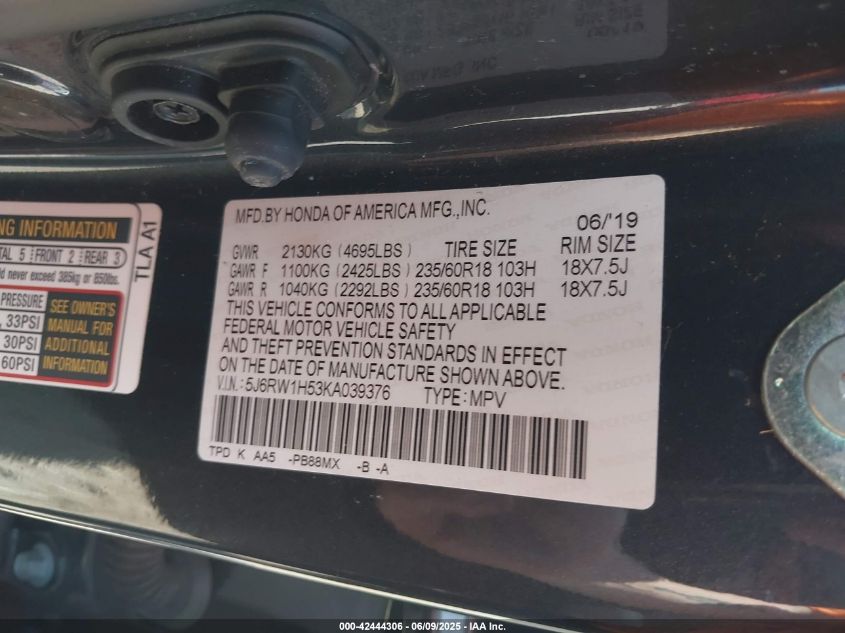 NG INFORMATION
TAL 5 FRONT 2 REAR 3
ld never exceed 385kg or 850lbs.
PRESSURE
33PSI
30PSI
60PSI
SEE OWNER'S
MANUAL FOR
ADDITIONAL
INFORMATION
TLA A1
MFD.BY HONDA OF AMERICA MFG.,INC.
06/'19
GVWR 2130KG (4695LBS) TIRE SIZE RIM SIZE
GAWR F 1100KG (2425LBS) 235/60R18 103H 18X7.5J
GAWR R 1040KG (2292LBS) 235/60R18 103H 18X7.5J
THIS VEHICLE CONFORMS TO ALL APPLICABLE
FEDERAL MOTOR VEHICLE SAFETY
AND THEFT PREVENTION STANDARDS IN EFFECT
ON THE DATE OF MANUFACTURE SHOWN ABOVE.
V.I.N.: 5J6RW1H53KA039376 TYPE: MPV
TPD K AA5 -PB88MX -B -A
000-42444306 - 06/09/2025 - IAA Inc.